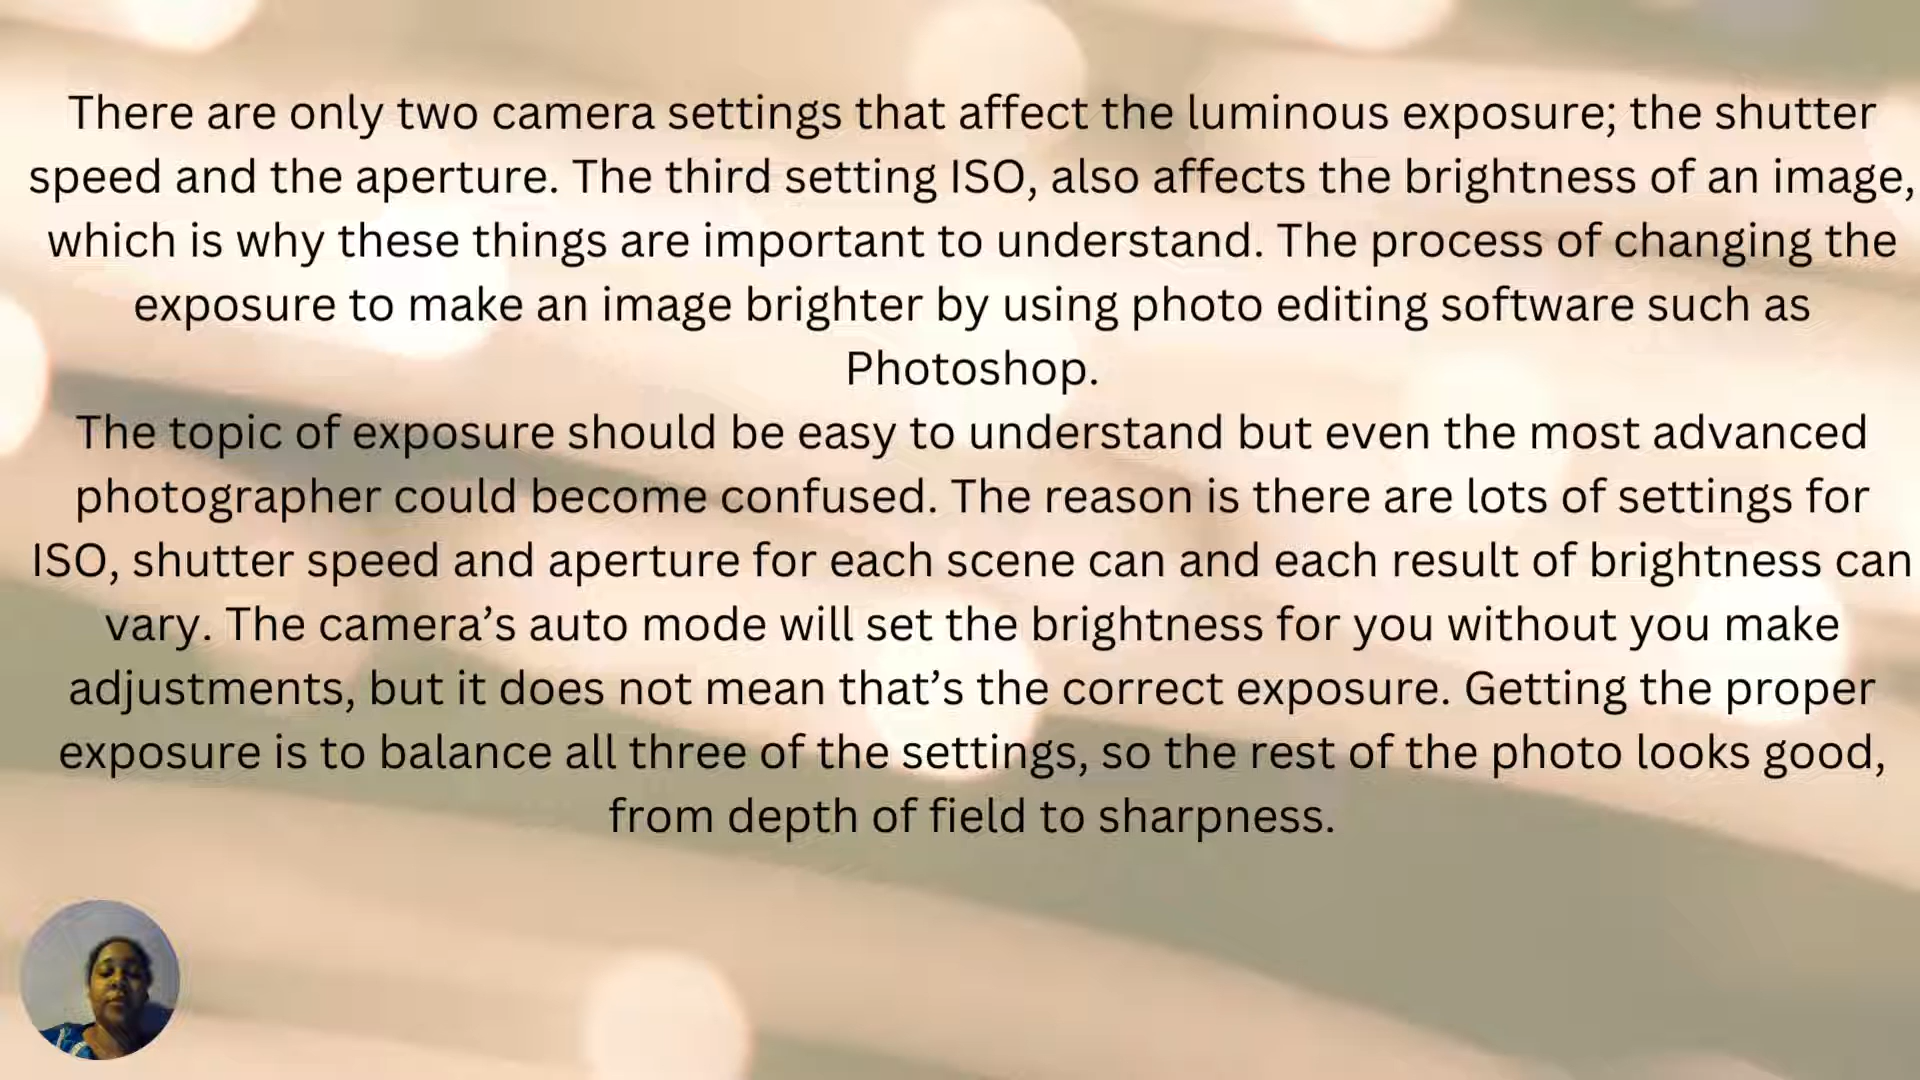 There are only two camera settings that affect the luminous exposure; the shutter
speed and the aperture. The third setting ISO, also affects the brightness of an image,
which is why these things are important to understand. The process of changing the
exposure to make an image brighter by using photo editing software such as
Photoshop.
The topic of exposure should be easy to understand but even the most advanced
photographer could become confused. The reason is there are lots of settings for
ISO, shutter speed and aperture for each scene can and each result of brightness can
vary. The camera’s auto mode will set the brightness for you without you make
adjustments, but it does not mean that’s the correct exposure. Getting the proper
exposure is to balance all three of the settings, so the rest of the photo looks good,
from depth of field to sharpness.